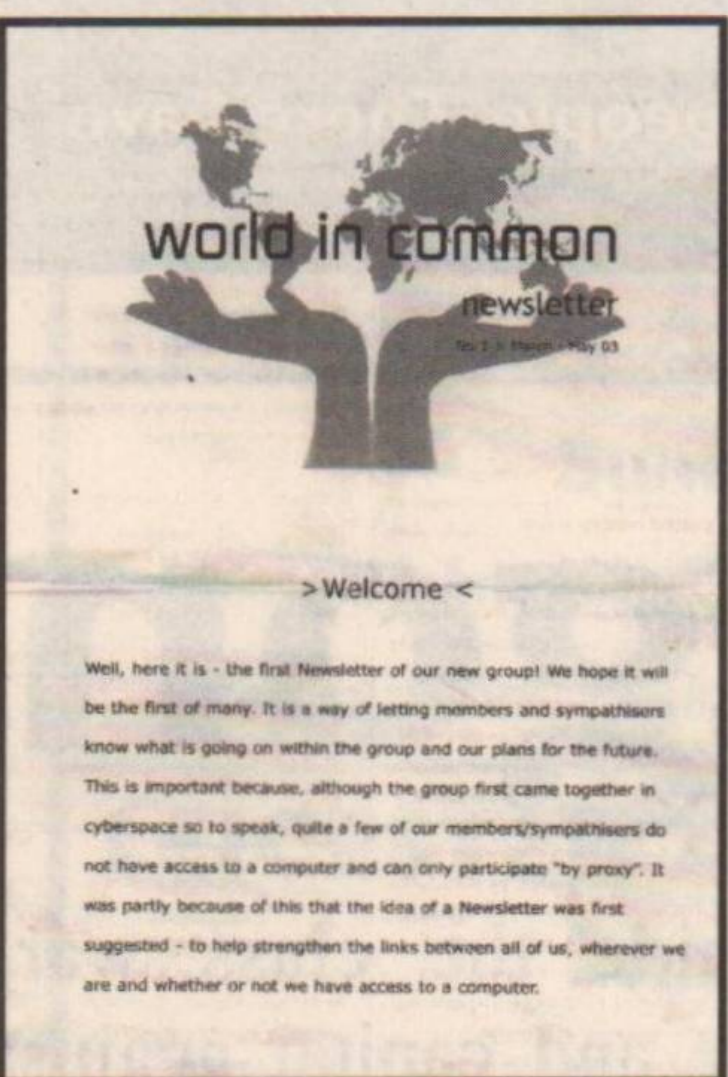 world in common
newsletter
No 1 > March - May 03
>Welcome <
Well, here it is - the first Newsletter of our new group! We hope it will
be the first of many. It is a way of letting members and sympathisers
know what is going on within the group and our plans for the future.
This is important because, although the group first came together in
cyberspace so to speak, quite a few of our members/sympathisers do
not have access to a computer and can only participate "by proxy". It
was partly because of this that the idea of a Newsletter was first
suggested - to help strengthen the links between all of us, wherever we
are and whether or not we have access to a computer.